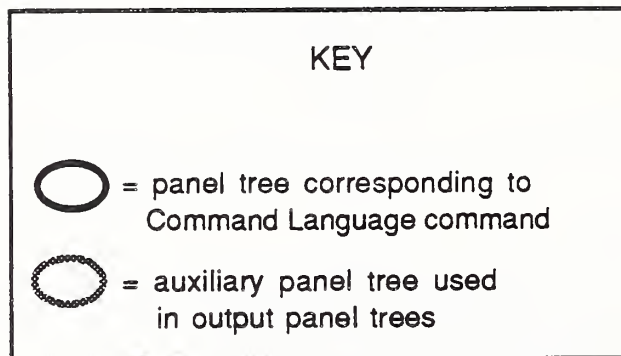 KEY
= panel tree corresponding to
Command Language command
= auxiliary panel tree used
in output panel trees